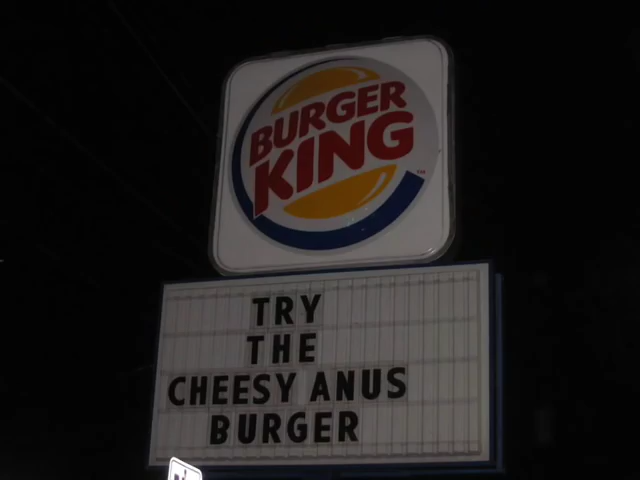 BURGER
KING
TRY
THE
CHEESY ANUS
BURGER